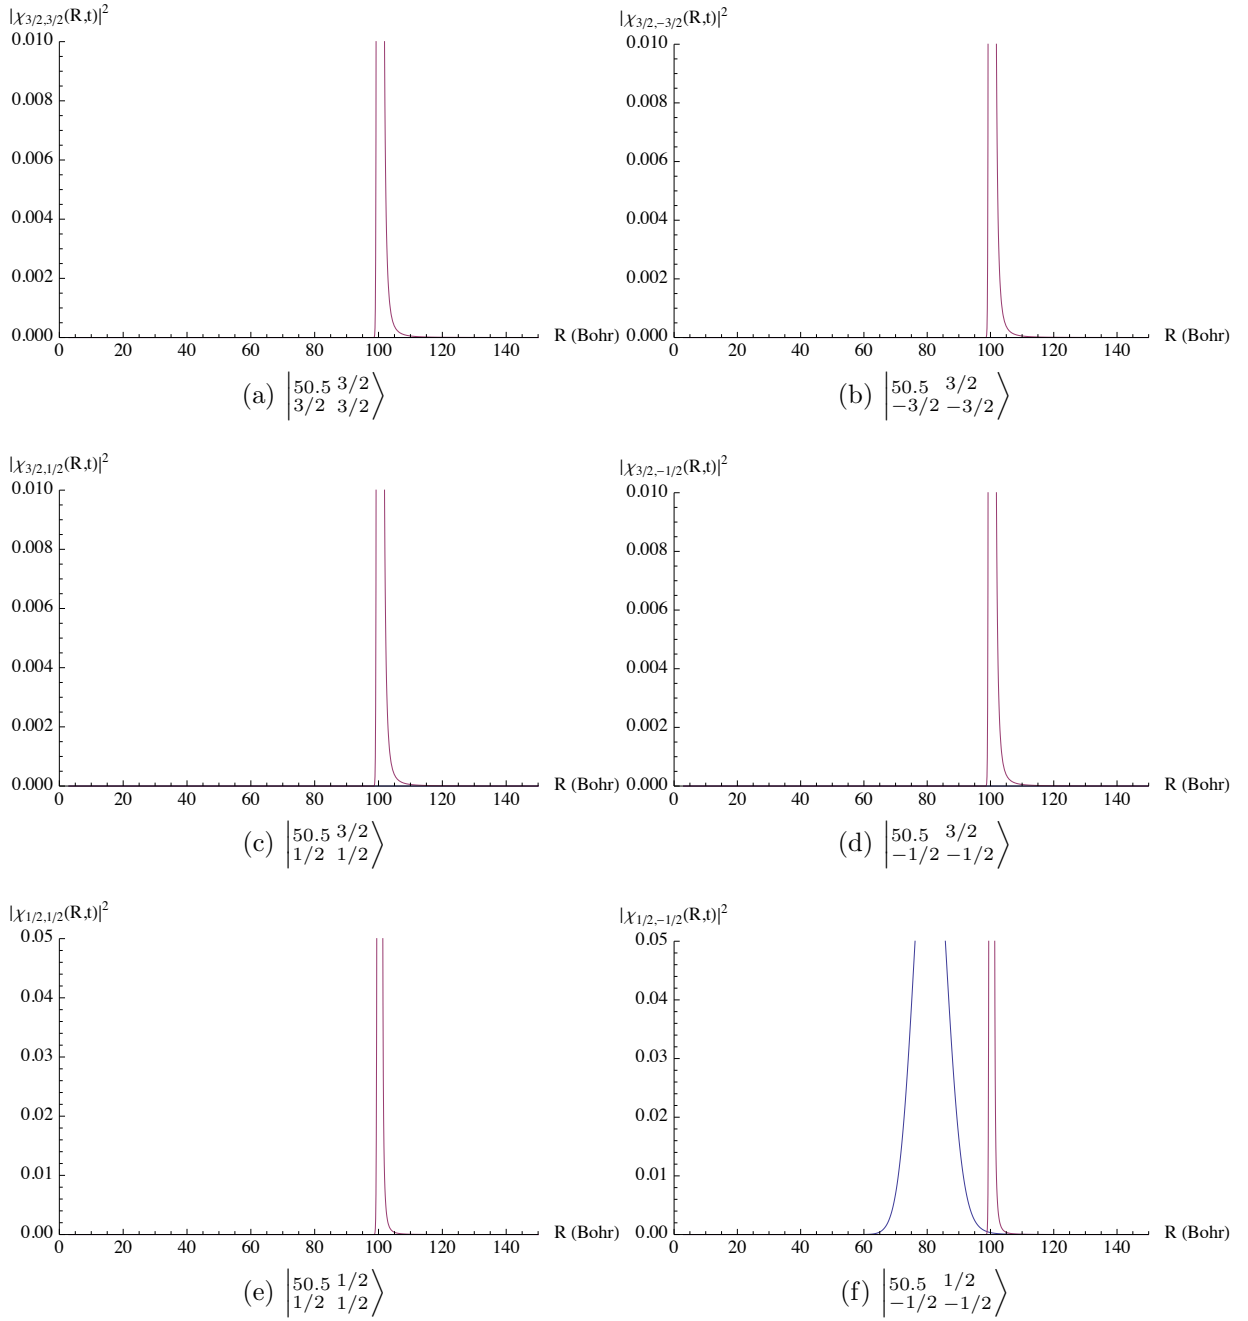 |χ3/2,3/2(R,t)|²
0.010
0.008
0.006
0.004
0.002
0.000
0 20 40 60 80 100 120 140 R (Bohr)
(a) |50.5 3/2
3/2 3/2⟩
|χ3/2,−3/2(R,t)|²
0.010
0.008
0.006
0.004
0.002
0.000
0 20 40 60 80 100 120 140 R (Bohr)
(b) |50.5 3/2
−3/2 −3/2⟩
|χ3/2,1/2(R,t)|²
0.010
0.008
0.006
0.004
0.002
0.000
0 20 40 60 80 100 120 140 R (Bohr)
(c) |50.5 3/2
1/2 1/2⟩
|χ3/2,−1/2(R,t)|²
0.010
0.008
0.006
0.004
0.002
0.000
0 20 40 60 80 100 120 140 R (Bohr)
(d) |50.5 3/2
−1/2 −1/2⟩
|χ1/2,1/2(R,t)|²
0.05
0.04
0.03
0.02
0.01
0.00
0 20 40 60 80 100 120 140 R (Bohr)
(e) |50.5 1/2
1/2 1/2⟩
|χ1/2,−1/2(R,t)|²
0.05
0.04
0.03
0.02
0.01
0.00
0 20 40 60 80 100 120 140 R (Bohr)
(f) |50.5 1/2
−1/2 −1/2⟩